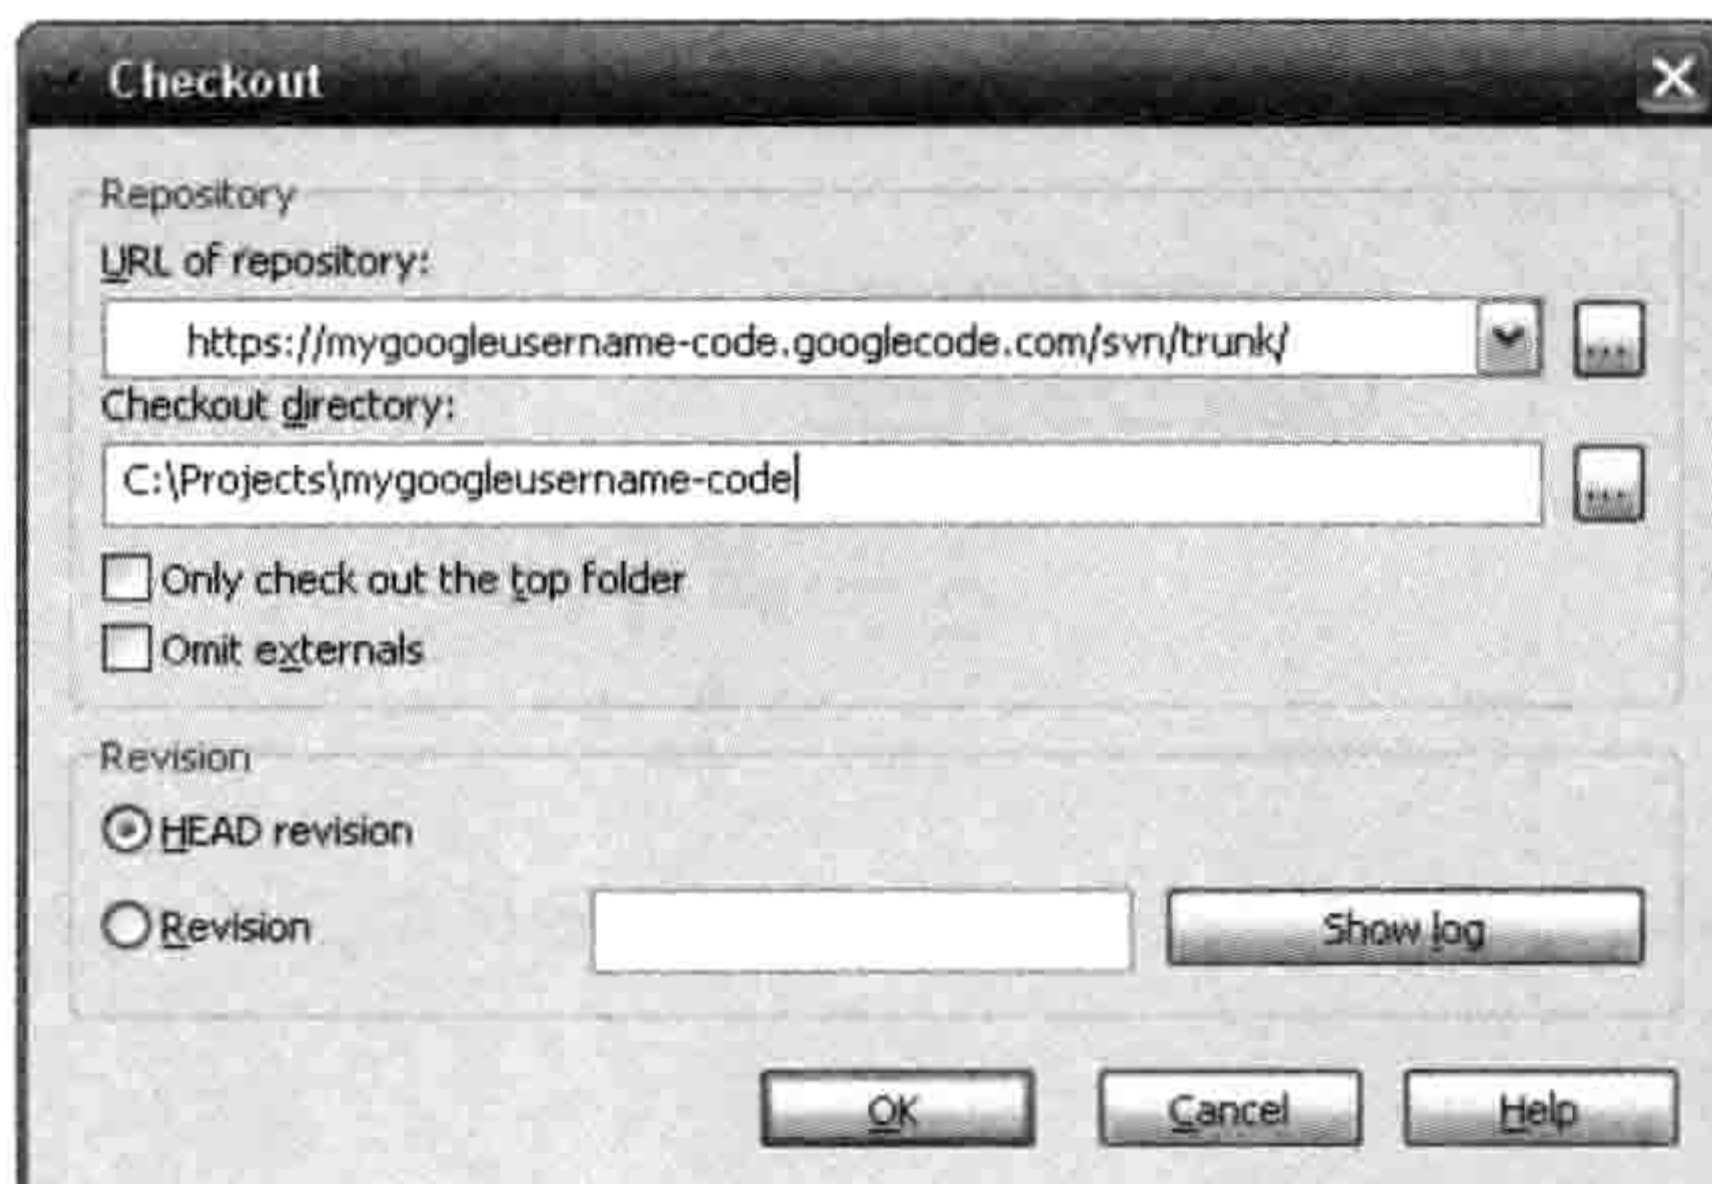 Checkout
Repository
URL of repository:
https://mygoogleusername-code.googlecode.com/svn/trunk/
...
Checkout directory:
C:\Projects\mygoogleusername-code
...
Only check out the top folder
Omit externals
Revision
HEAD revision
Revision
Show log
OK Cancel Help